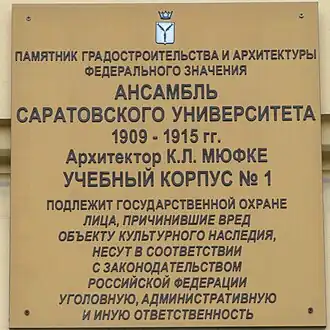 ПАМЯТНИК ГРАДОСТРОИТЕЛЬСТВА И АРХИТЕКТУРЫ
ФЕДЕРАЛЬНОГО ЗНАЧЕНИЯ
АНСАМБЛЬ
САРАТОВСКОГО УНИВЕРСИТЕТА
1909 - 1915 гг.
Архитектор К.Л. МЮФКЕ
УЧЕБНЫЙ КОРПУС № 1
ПОДЛЕЖИТ ГОСУДАРСТВЕННОЙ ОХРАНЕ
ЛИЦА, ПРИЧИНИВШИЕ ВРЕД
ОБЪЕКТУ КУЛЬТУРНОГО НАСЛЕДИЯ,
НЕСУТ В СООТВЕТСТВИИ
С ЗАКОНОДАТЕЛЬСТВОМ
РОССИЙСКОЙ ФЕДЕРАЦИИ
УГОЛОВНУЮ, АДМИНИСТРАТИВНУЮ
И ИНУЮ ОТВЕТСТВЕННОСТЬ